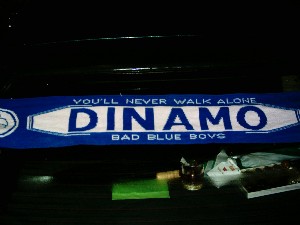 YOU'LL NEVER WALK ALONE
DINAMO
BAD BLUE BOYS